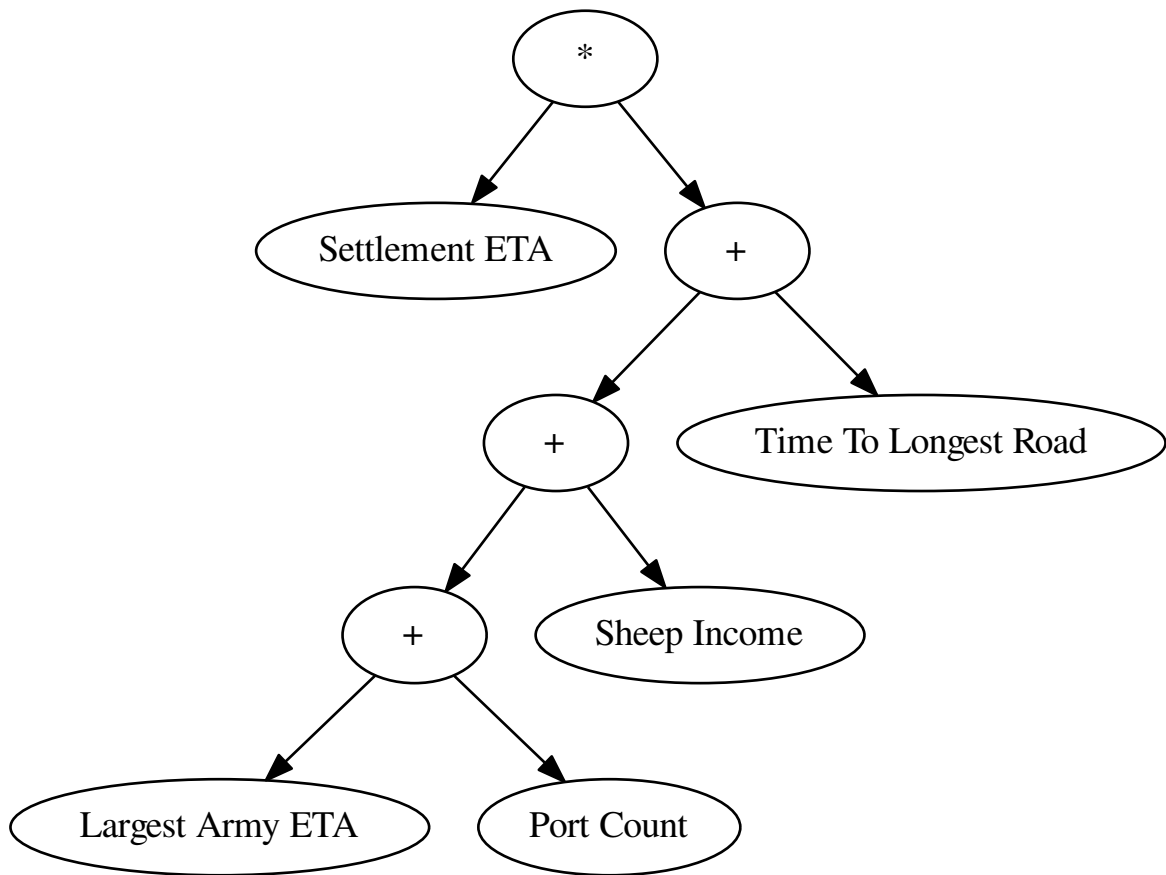 *
Settlement ETA
+
+
Time To Longest Road
+
Sheep Income
Largest Army ETA
Port Count